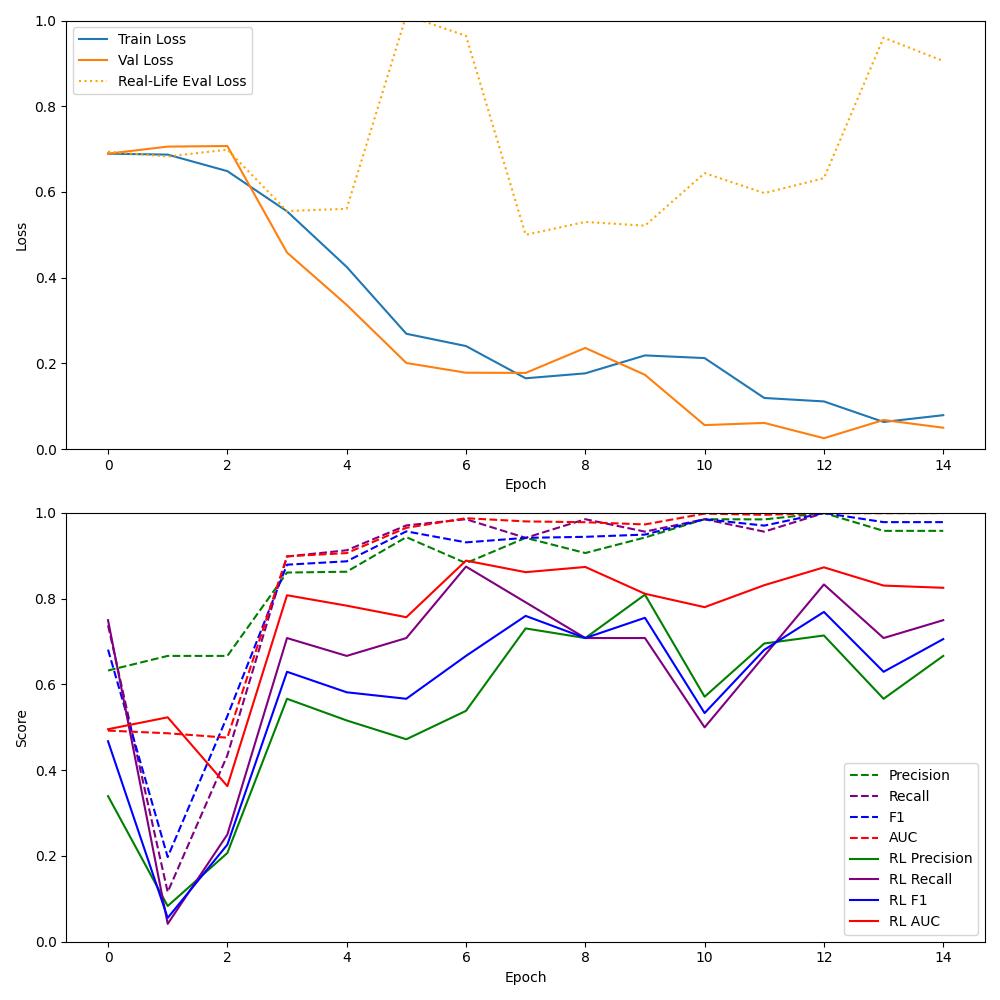 1.0
0.8
0.6
0.4
0.2
0.0
Loss
Train Loss
Val Loss
Real-Life Eval Loss
0 2 4 6 8 10 12 14
Epoch
1.0
0.8
0.6
0.4
0.2
0.0
Score
Precision
Recall
F1
AUC
RL Precision
RL Recall
RL F1
RL AUC
0 2 4 6 8 10 12 14
Epoch